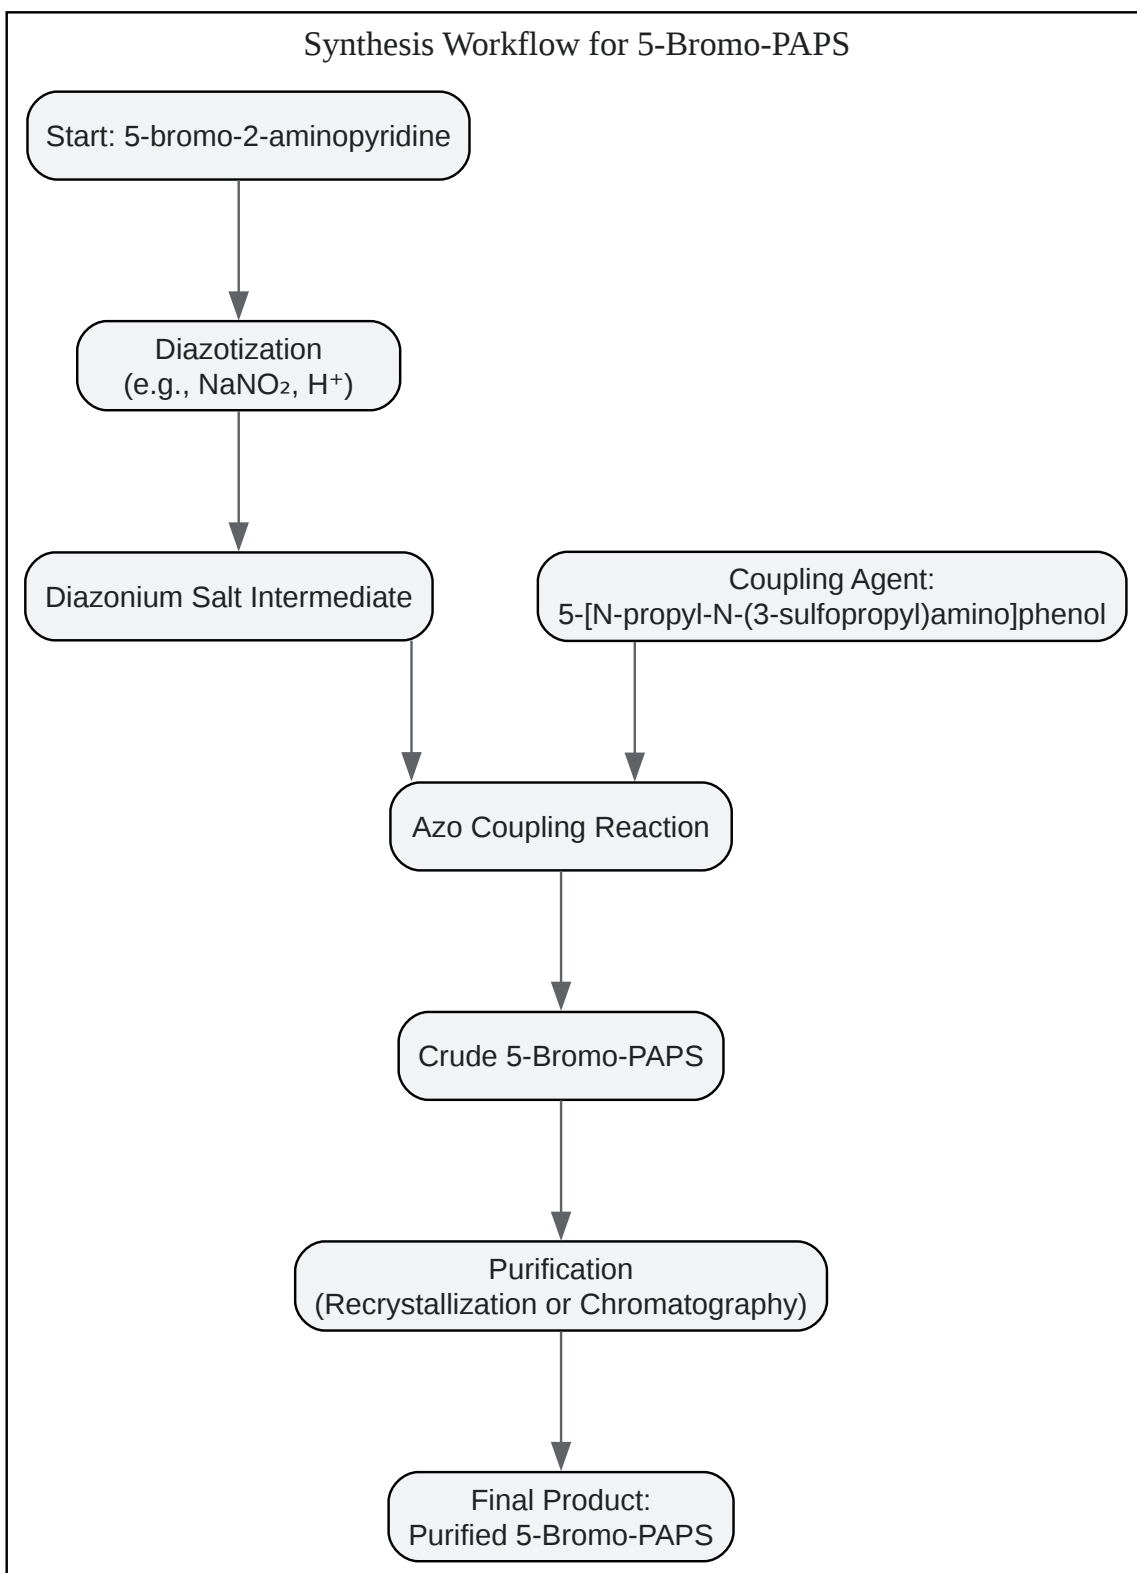 Synthesis Workflow for 5-Bromo-PAPS
Start: 5-bromo-2-aminopyridine
Diazotization
(e.g., NaNO₂, H⁺)
Diazonium Salt Intermediate
Coupling Agent:
5-[N-propyl-N-(3-sulfopropyl)amino]phenol
Azo Coupling Reaction
Crude 5-Bromo-PAPS
Purification
(Recrystallization or Chromatography)
Final Product:
Purified 5-Bromo-PAPS